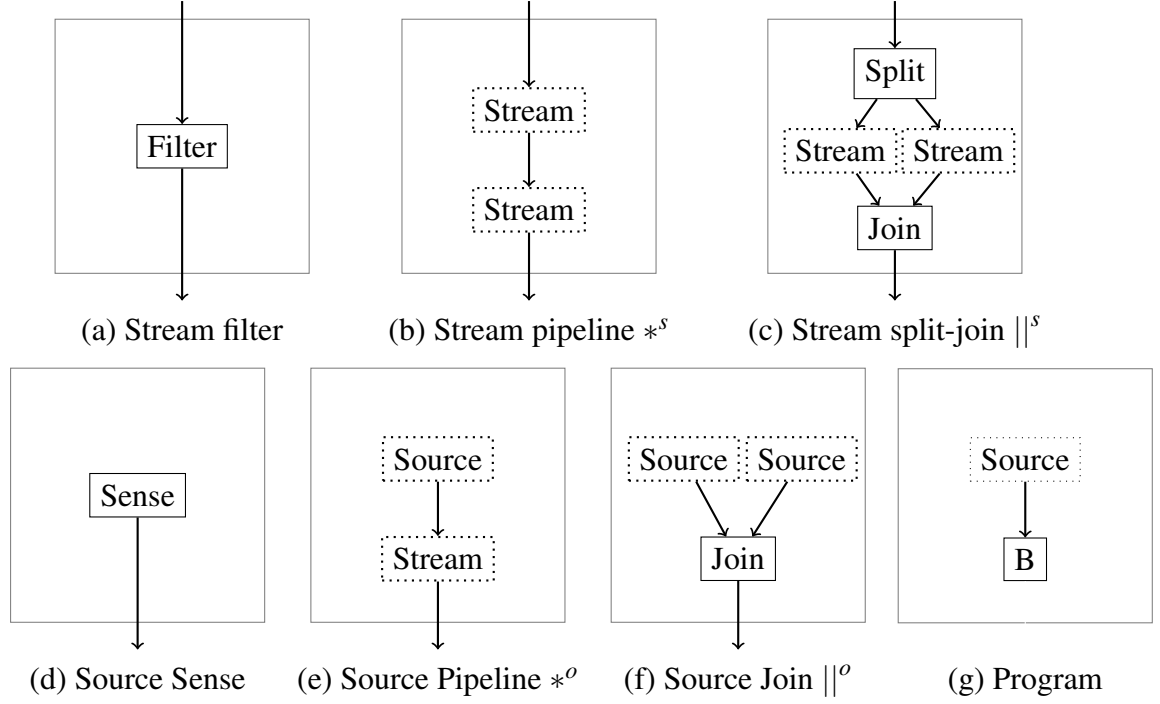 Filter
(a) Stream filter
Stream
Stream
(b) Stream pipeline ∗ˢ
Split
Stream Stream
Join
(c) Stream split-join ||ˢ
Sense
(d) Source Sense
Source
Stream
(e) Source Pipeline ∗ᵒ
Source Source
Join
(f) Source Join ||ᵒ
Source
B
(g) Program